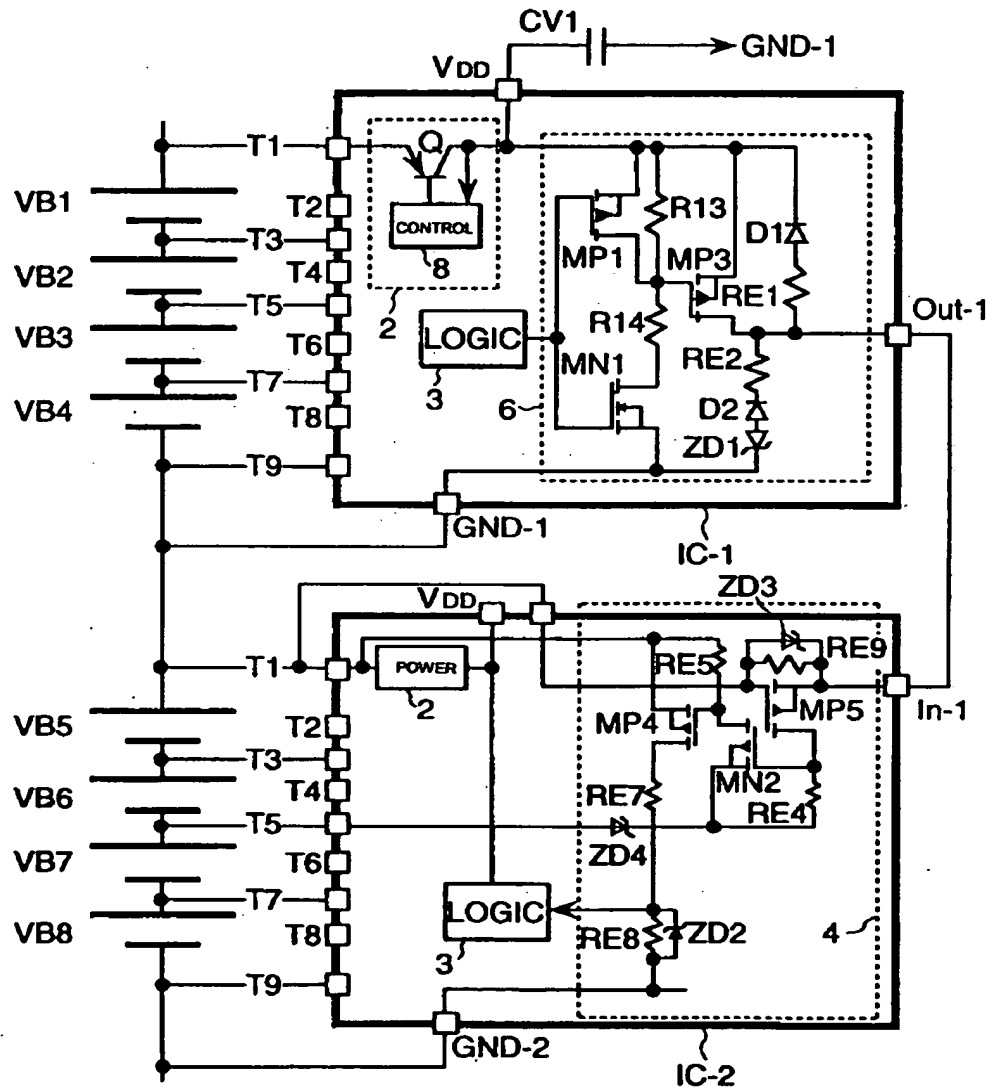 CV1
GND-1
VDD
T1
Q
VB1
T2
CONTROL
R13
D1
T3
8
MP1
MP3
VB2
T4
RE1
T5
2
R14
Out-1
VB3
T6
LOGIC
MN1
RE2
T7
3
6
D2
VB4
T8
ZD1
T9
GND-1
IC-1
ZD3
VDD
T1
POWER
RE5
RE9
2
MP4
MP5
In-1
VB5
T2
T3
MN2
VB6
T4
RE7
RE4
T5
ZD4
VB7
T6
T7
LOGIC
RE8
ZD2
4
VB8
T8
3
T9
GND-2
IC-2